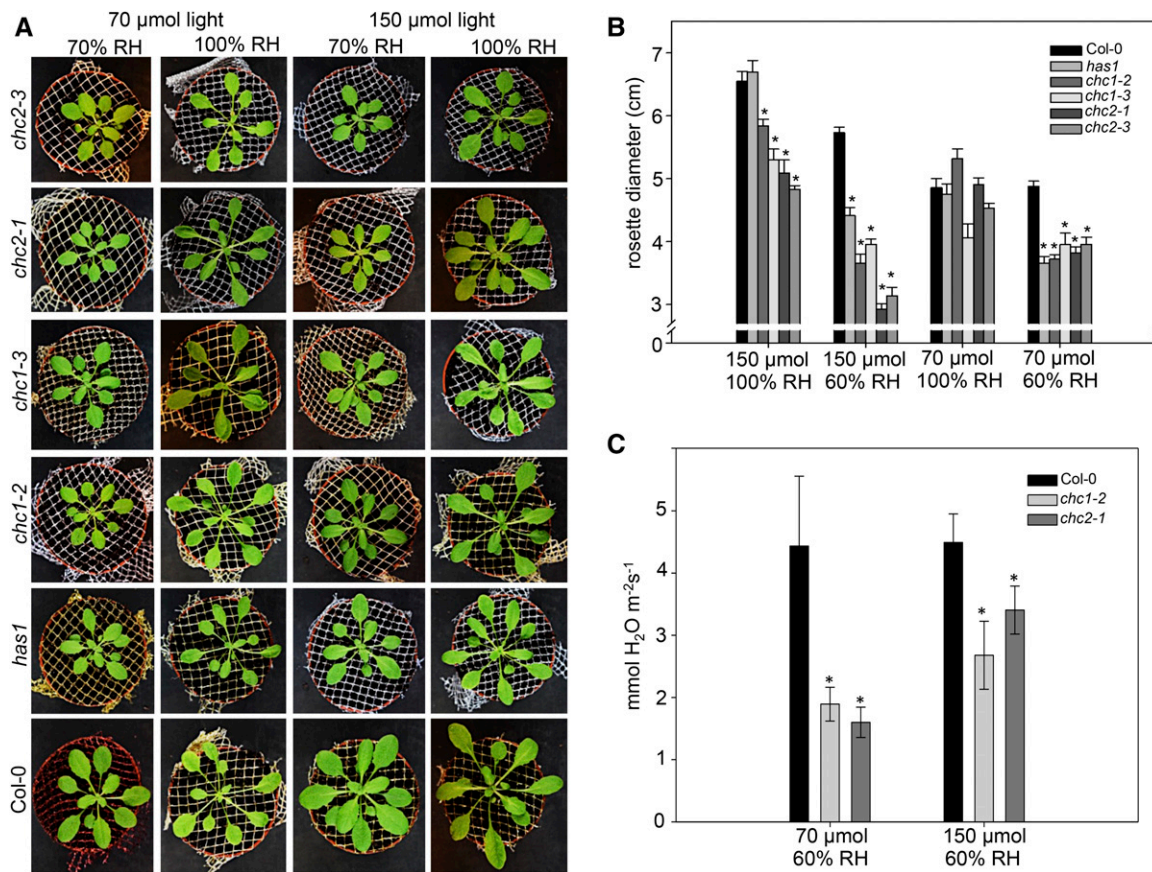 A
70 µmol light
150 µmol light
70% RH
100% RH
70% RH
100% RH
chc2-3
chc2-1
chc1-3
chc1-2
has1
Col-0
B
rosette diameter (cm)
7
6
5
4
3
0
Col-0
has1
chc1-2
chc1-3
chc2-1
chc2-3
* * * *
* * * * *
* * * * *
150 µmol
100% RH
150 µmol
60% RH
70 µmol
100% RH
70 µmol
60% RH
C
mmol H₂O m⁻²s⁻¹
5
4
3
2
1
0
Col-0
chc1-2
chc2-1
* *
* *
70 µmol
60% RH
150 µmol
60% RH